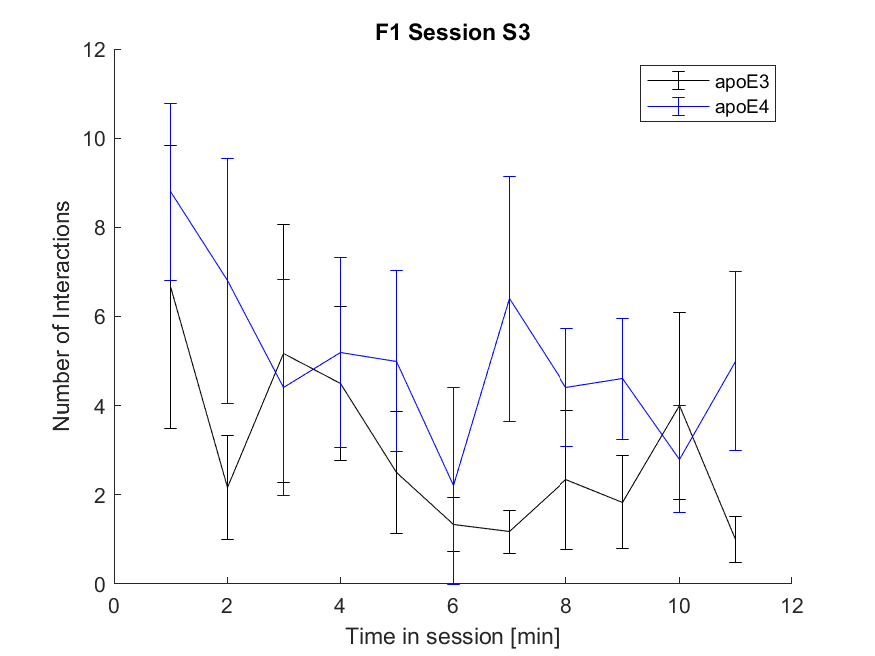 F1 Session S3
apoE3
apoE4
Number of Interactions
12
10
8
6
4
2
0
0 2 4 6 8 10 12
Time in session [min]